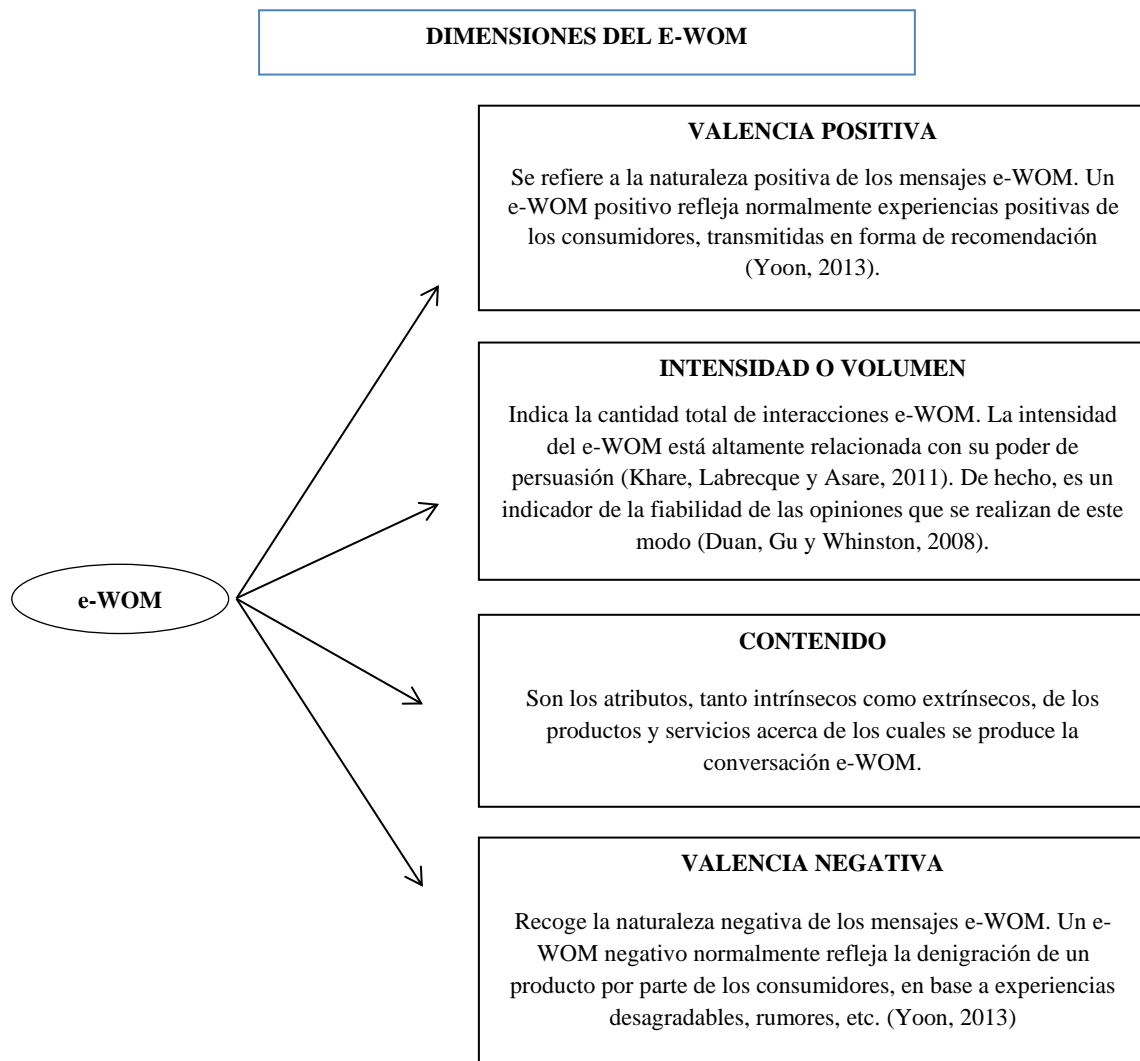 DIMENSIONES DEL E-WOM
VALENCIA POSITIVA
Se refiere a la naturaleza positiva de los mensajes e-WOM. Un
e-WOM positivo refleja normalmente experiencias positivas de
los consumidores, transmitidas en forma de recomendación
(Yoon, 2013).
INTENSIDAD O VOLUMEN
Indica la cantidad total de interacciones e-WOM. La intensidad
del e-WOM está altamente relacionada con su poder de
persuasión (Khare, Labrecque y Asare, 2011). De hecho, es un
indicador de la fiabilidad de las opiniones que se realizan de este
modo (Duan, Gu y Whinston, 2008).
e-WOM
CONTENIDO
Son los atributos, tanto intrínsecos como extrínsecos, de los
productos y servicios acerca de los cuales se produce la
conversación e-WOM.
VALENCIA NEGATIVA
Recoge la naturaleza negativa de los mensajes e-WOM. Un e-
WOM negativo normalmente refleja la denigración de un
producto por parte de los consumidores, en base a experiencias
desagradables, rumores, etc. (Yoon, 2013)